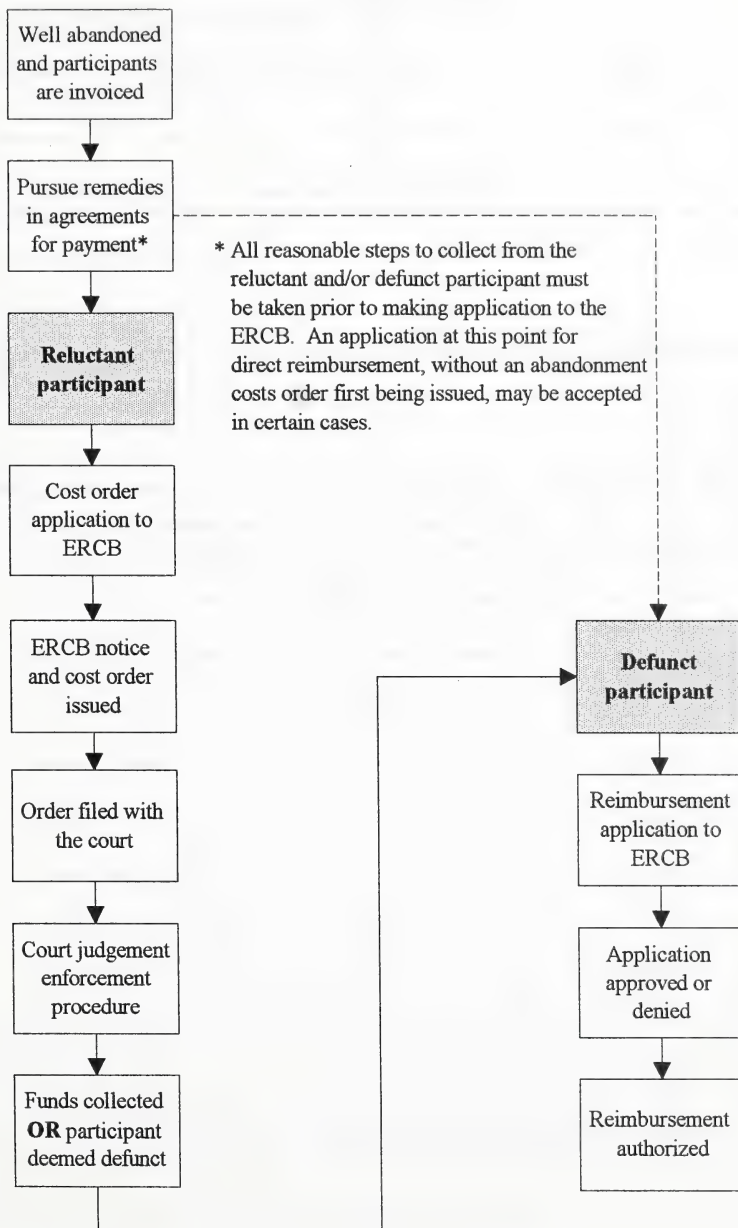 Well abandoned
and participants
are invoiced
Pursue remedies
in agreements
for payment*
* All reasonable steps to collect from the
reluctant and/or defunct participant must
be taken prior to making application to the
ERCB. An application at this point for
direct reimbursement, without an abandonment
costs order first being issued, may be accepted
in certain cases.
Reluctant
participant
Cost order
application to
ERCB
ERCB notice
and cost order
issued
Order filed with
the court
Court judgement
enforcement
procedure
Funds collected
OR participant
deemed defunct
Defunct
participant
Reimbursement
application to
ERCB
Application
approved or
denied
Reimbursement
authorized